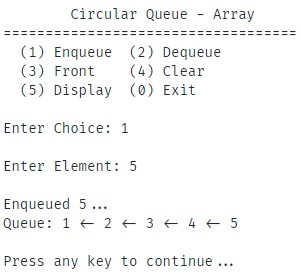 Circular Queue - Array
===================================
(1) Enqueue (2) Dequeue
(3) Front (4) Clear
(5) Display (0) Exit
Enter Choice: 1
Enter Element: 5
Enqueued 5...
Queue: 1 ← 2 ← 3 ← 4 ← 5
Press any key to continue...